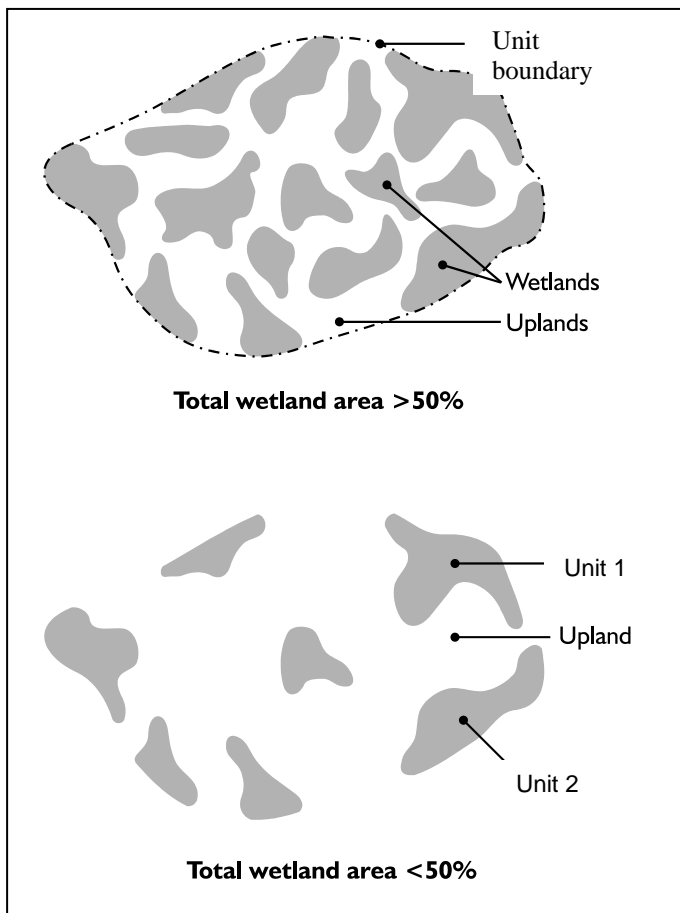 Unit
boundary
Wetlands
Uplands
Total wetland area >50%
Unit 1
Upland
Unit 2
Total wetland area <50%